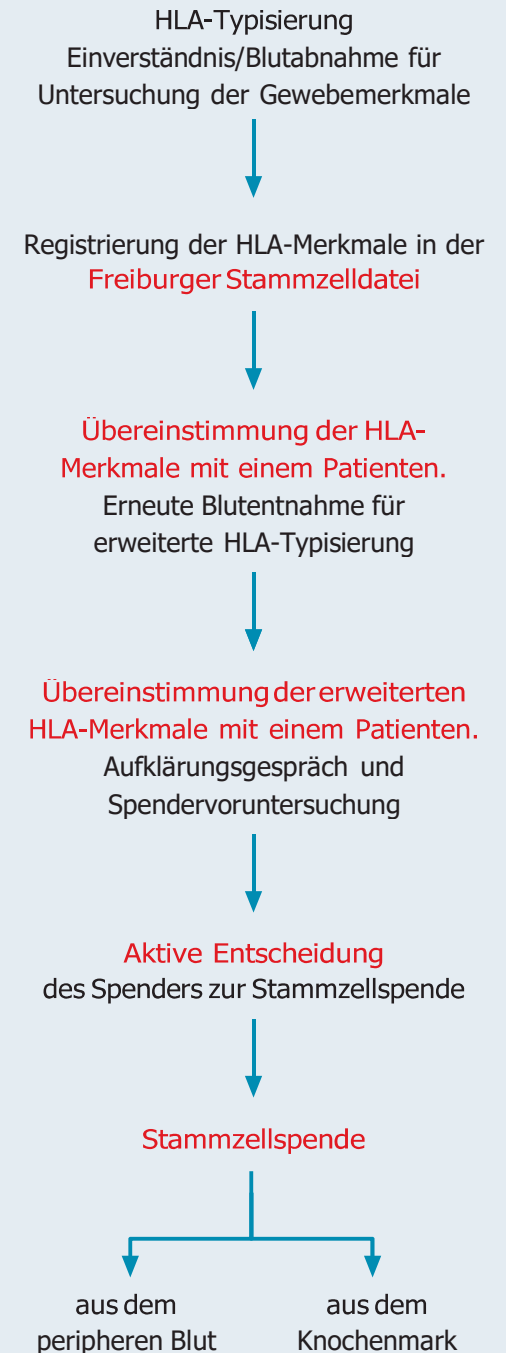 HLA-Typisierung
Einverständnis/Blutabnahme für
Untersuchung der Gewebemerkmale
Registrierung der HLA-Merkmale in der
Freiburger Stammzelldatei
Übereinstimmung der HLA-
Merkmale mit einem Patienten.
Erneute Blutentnahme für
erweiterte HLA-Typisierung
Übereinstimmung der erweiterten
HLA-Merkmale mit einem Patienten.
Aufklärungsgespräch und
Spendervoruntersuchung
Aktive Entscheidung
des Spenders zur Stammzellspende
Stammzellspende
aus dem
peripheren Blut
aus dem
Knochenmark